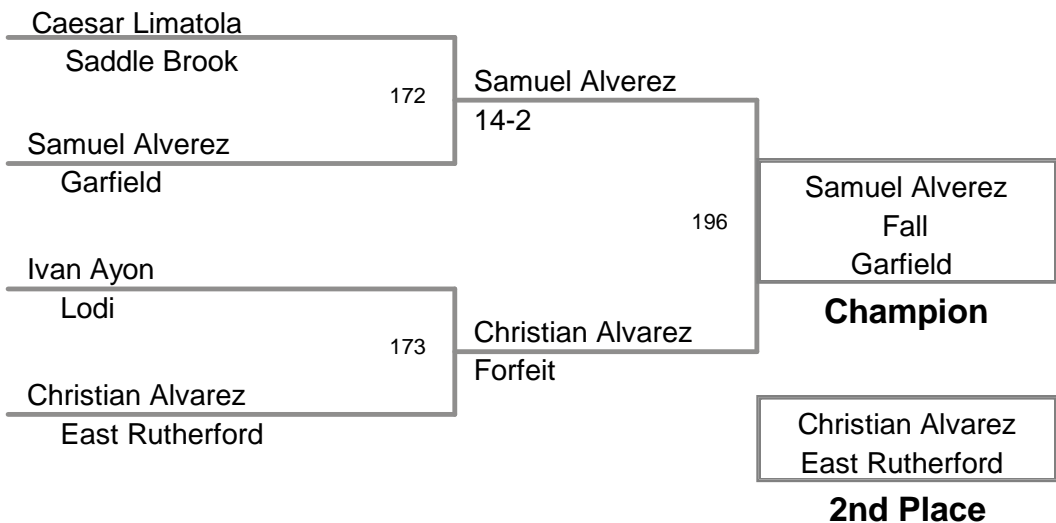 Caesar Limatola
Saddle Brook
172
Samuel Alverez
14-2
Samuel Alverez
Garfield
Samuel Alverez
Fall
Garfield
Champion
196
Ivan Ayon
Lodi
173
Christian Alvarez
Forfeit
Christian Alvarez
East Rutherford
Christian Alvarez
East Rutherford
2nd Place